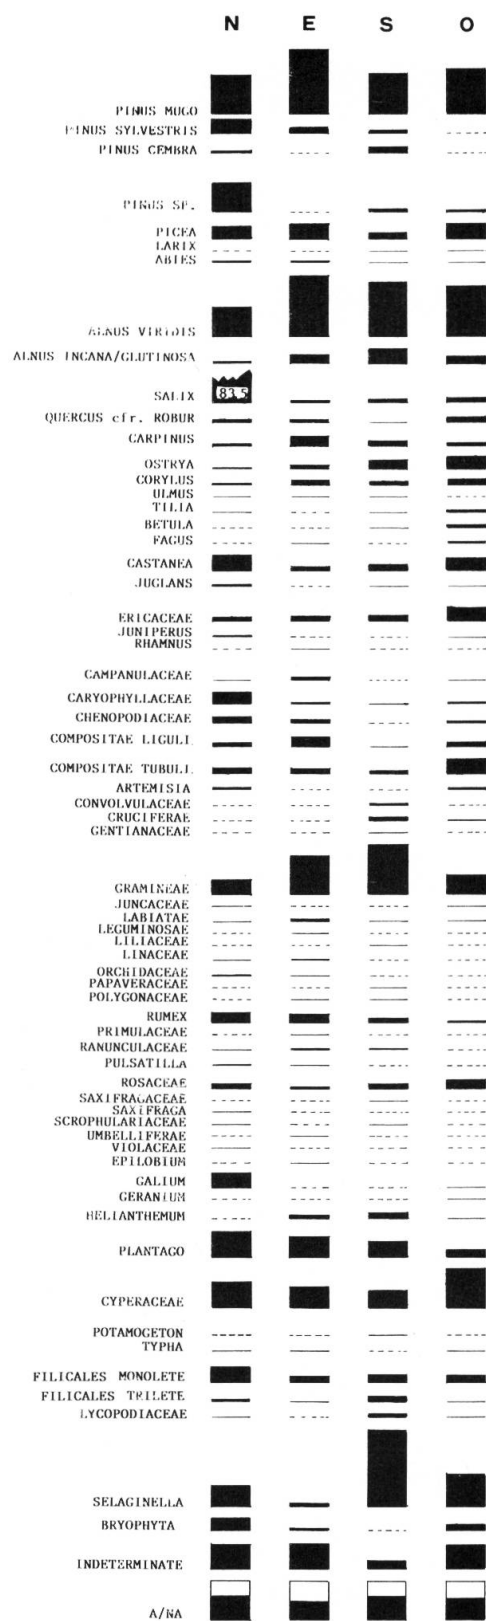 N E S O
PINUS MUGO
PINUS SYLVESTRIS
PINUS CEMBRA
PINUS SP.
PICEA
LARIX
ABIES
ALNUS VIRIDIS
ALNUS INCANA/GLUTINOSA
SALIX 83,5
QUERCUS cfr. ROBUR
CARPINUS
OSTRYA
CORYLUS
ULMUS
TILIA
BETULA
FAGUS
CASTANEA
JUGLANS
ERICACEAE
JUNIPERUS
RHAMNUS
CAMPANULACEAE
CARYOPHYLLACEAE
CHENOPODIACEAE
COMPOSITAE LIGULI.
COMPOSITAE TUBULI.
ARTEMISIA
CONVOLVULACEAE
CRUCIFERAE
GENTIANACEAE
GRAMINEAE
JUNCACEAE
LABIATAE
LEGUMINOSAE
LILIACEAE
LINACEAE
ORCHIDACEAE
PAPAVERACEAE
POLYGONACEAE
RUMEX
PRIMULACEAE
RANUNCULACEAE
PULSATILLA
ROSACEAE
SAXIFRAGACEAE
SAXIFRAGA
SCROPHULARIACEAE
UMBELLIFERAE
VIOLACEAE
EPILOBIUM
GALIUM
GERANIUM
HELIANTHEMUM
PLANTAGO
CYPERACEAE
POTAMOGETON
TYPHA
FILICALES MONOLETE
FILICALES TRILETE
LYCOPODIACEAE
SELAGINELLA
BRYOPHYTA
INDETERMINATE
A/NA